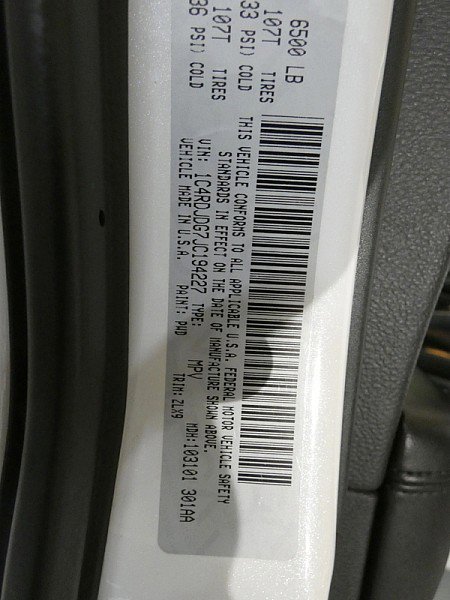 6500 LB
107T TIRES
33 PSI) COLD
107T TIRES
36 PSI) COLD
THIS VEHICLE CONFORMS TO ALL APPLICABLE U.S.A. FEDERAL MOTOR VEHICLE SAFETY
STANDARDS IN EFFECT ON THE DATE OF MANUFACTURE SHOWN ABOVE.
VIN: 1C4RDJDG7JC194227 TYPE: MPV MDH:103101 301AA
VEHICLE MADE IN U.S.A. PAINT: PWD TRIM: ZLX9